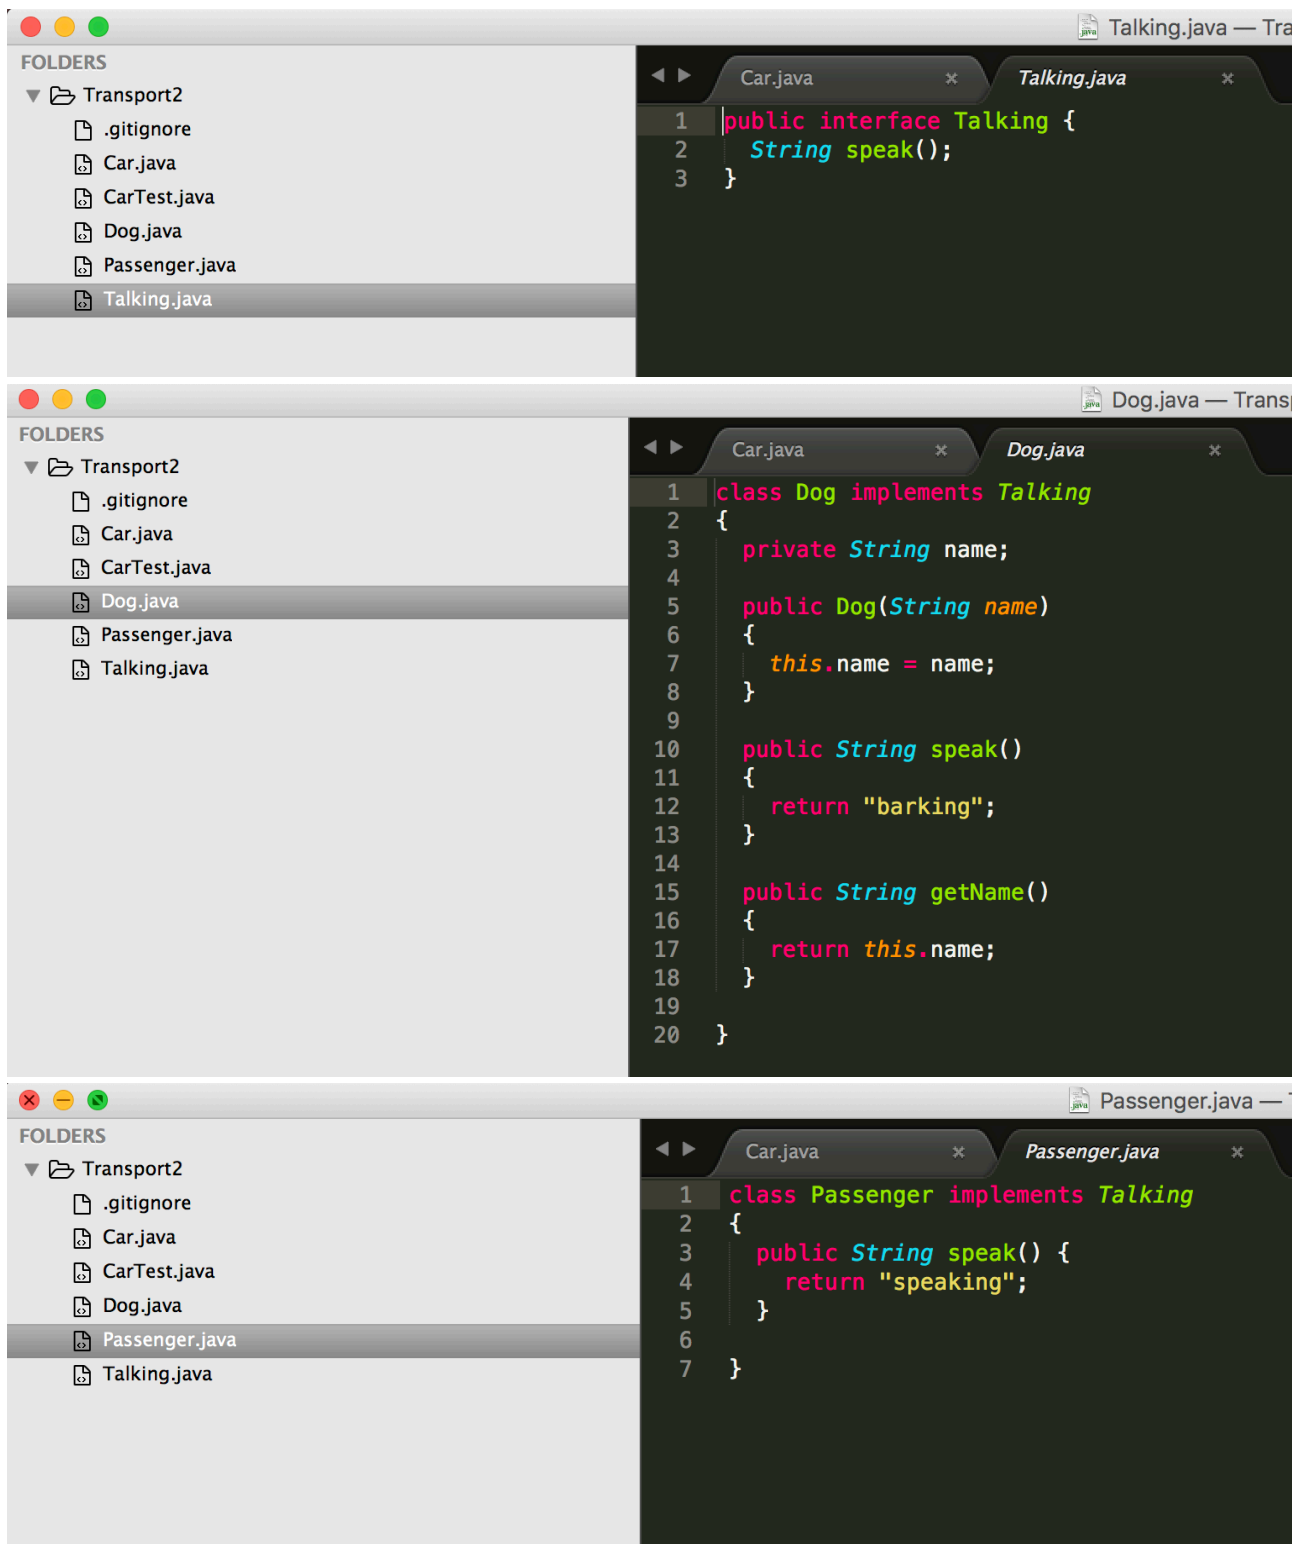 Talking.java — Tra
FOLDERS
Transport2
.gitignore
Car.java
CarTest.java
Dog.java
Passenger.java
Talking.java
Car.java Talking.java
1 public interface Talking {
2 String speak();
3 }
Dog.java — Transp
FOLDERS
Transport2
.gitignore
Car.java
CarTest.java
Dog.java
Passenger.java
Talking.java
Car.java Dog.java
1 class Dog implements Talking
2 {
3 private String name;
4
5 public Dog(String name)
6 {
7 this.name = name;
8 }
9
10 public String speak()
11 {
12 return "barking";
13 }
14
15 public String getName()
16 {
17 return this.name;
18 }
19
20 }
Passenger.java —
FOLDERS
Transport2
.gitignore
Car.java
CarTest.java
Dog.java
Passenger.java
Talking.java
Car.java Passenger.java
1 class Passenger implements Talking
2 {
3 public String speak() {
4 return "speaking";
5 }
6
7 }